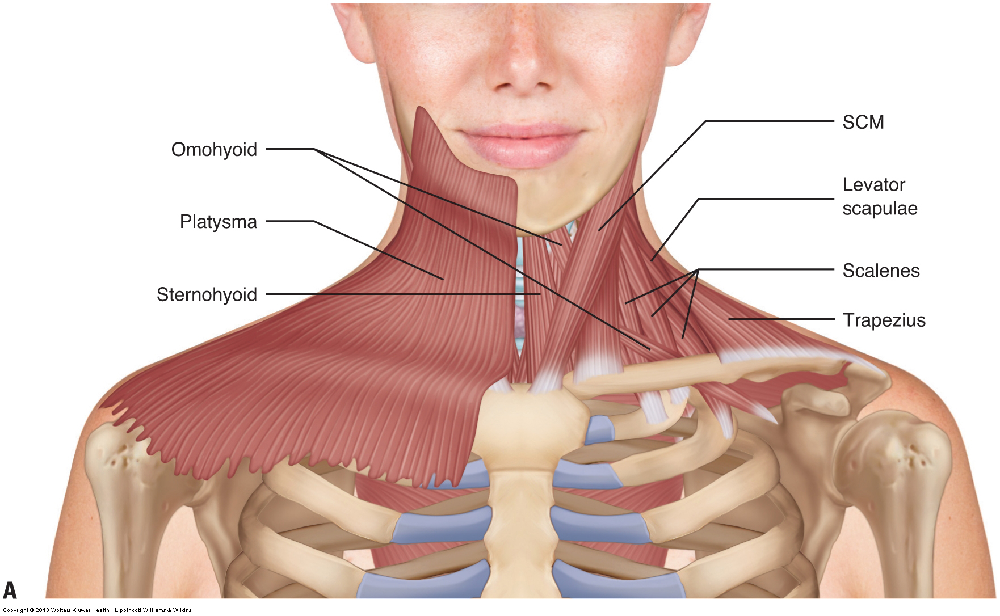 Omohyoid
Platysma
Sternohyoid
SCM
Levator
scapulae
Scalenes
Trapezius
A
Copyright © 2013 Wolters Kluwer Health | Lippincott Williams & Wilkins